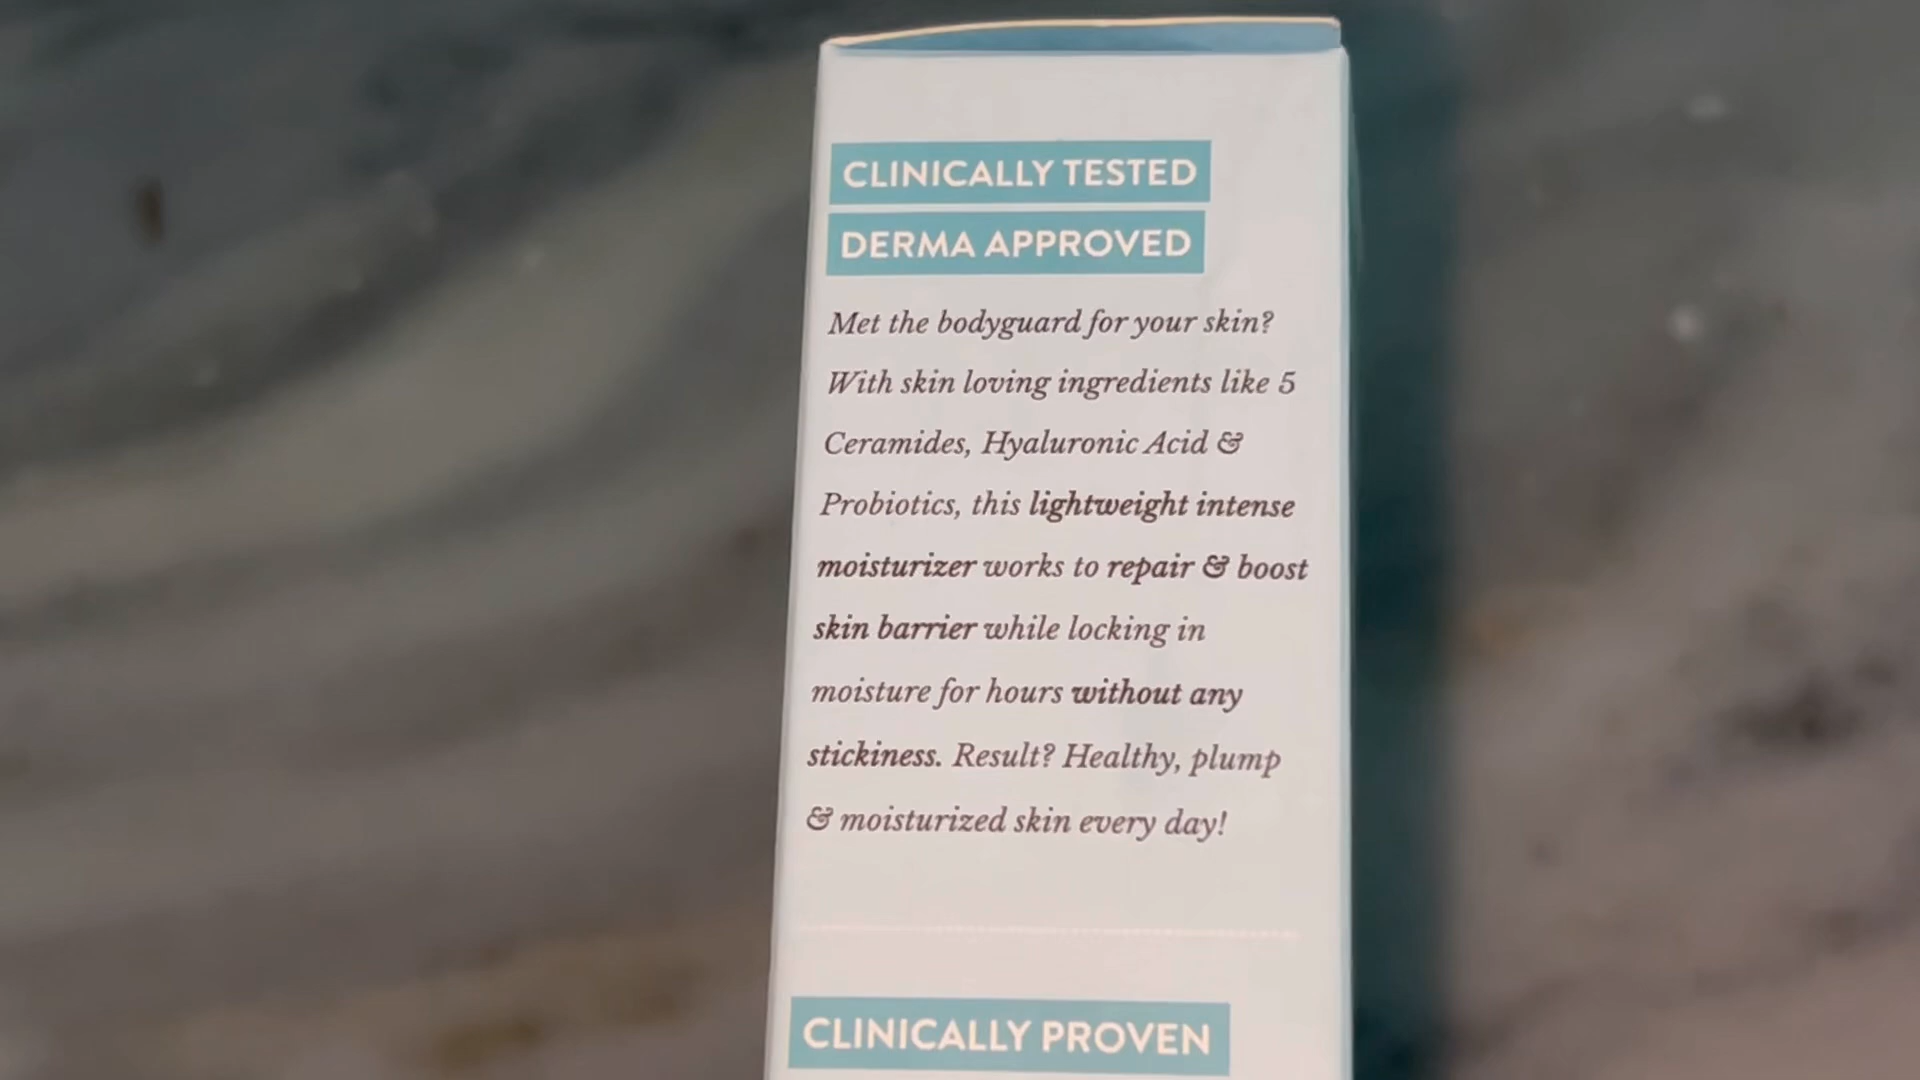 CLINICALLY TESTED
DERMA APPROVED
Met the bodyguard for your skin?
With skin loving ingredients like 5
Ceramides, Hyaluronic Acid &
Probiotics, this lightweight intense
moisturizer works to repair & boost
skin barrier while locking in
moisture for hours without any
stickiness. Result? Healthy, plump
& moisturized skin every day!
CLINICALLY PROVEN